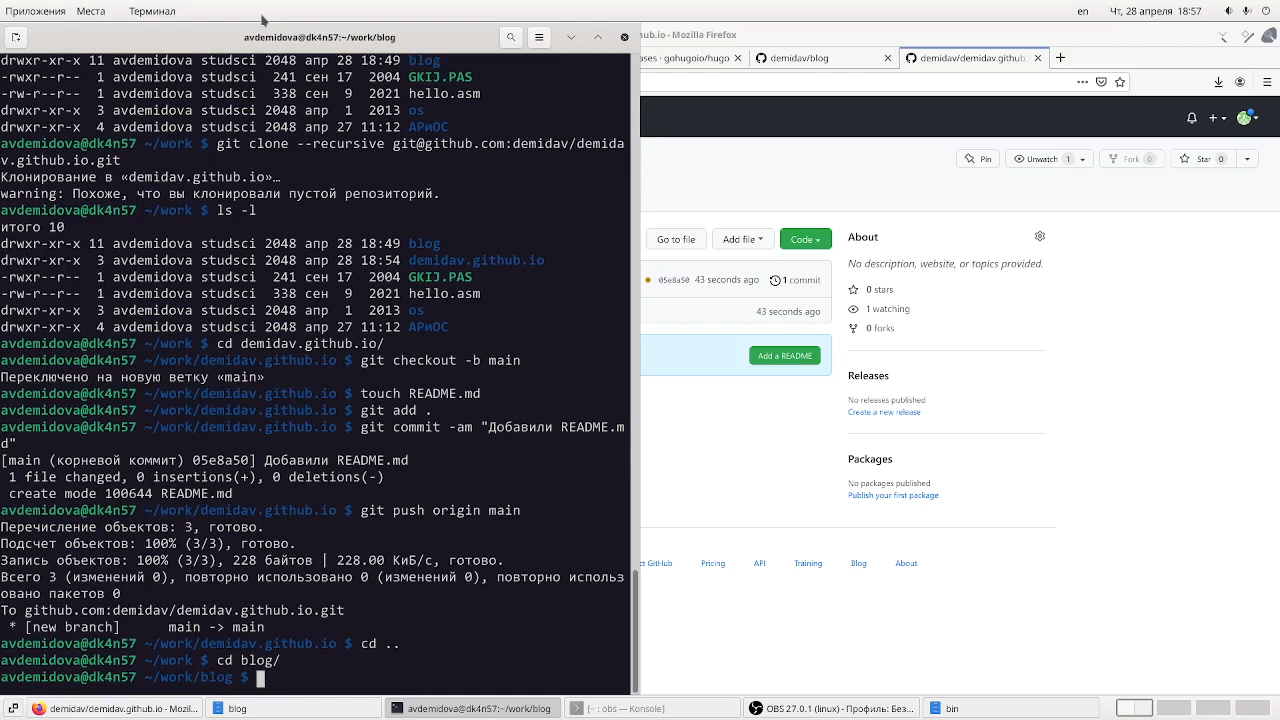 Приложения Места Терминал en Чт, 28 апреля 18:57
avdemidova@dk4n57:~/work/blog
hub.io - Mozilla Firefox
drwxr-xr-x 11 avdemidova studsci 2048 апр 28 18:49 blog
-rwxr--r-- 1 avdemidova studsci 241 сен 17 2004 GKIJ.PAS
-rw-r--r-- 1 avdemidova studsci 338 сен 9 2021 hello.asm
drwxr-xr-x 3 avdemidova studsci 2048 апр 1 2013 os
drwxr-xr-x 4 avdemidova studsci 2048 апр 27 11:12 АРиОС
avdemidova@dk4n57 ~/work $ git clone --recursive git@github.com:demidav/demida
v.github.io.git
Клонирование в «demidav.github.io»…
warning: Похоже, что вы клонировали пустой репозиторий.
avdemidova@dk4n57 ~/work $ ls -l
итого 10
drwxr-xr-x 11 avdemidova studsci 2048 апр 28 18:49 blog
drwxr-xr-x 3 avdemidova studsci 2048 апр 28 18:54 demidav.github.io
-rwxr--r-- 1 avdemidova studsci 241 сен 17 2004 GKIJ.PAS
-rw-r--r-- 1 avdemidova studsci 338 сен 9 2021 hello.asm
drwxr-xr-x 3 avdemidova studsci 2048 апр 1 2013 os
drwxr-xr-x 4 avdemidova studsci 2048 апр 27 11:12 АРиОС
avdemidova@dk4n57 ~/work $ cd demidav.github.io/
avdemidova@dk4n57 ~/work/demidav.github.io $ git checkout -b main
Переключено на новую ветку «main»
avdemidova@dk4n57 ~/work/demidav.github.io $ touch README.md
avdemidova@dk4n57 ~/work/demidav.github.io $ git add .
avdemidova@dk4n57 ~/work/demidav.github.io $ git commit -am "Добавили README.m
d"
[main (корневой коммит) 05e8a50] Добавили README.md
1 file changed, 0 insertions(+), 0 deletions(-)
create mode 100644 README.md
avdemidova@dk4n57 ~/work/demidav.github.io $ git push origin main
Перечисление объектов: 3, готово.
Подсчет объектов: 100% (3/3), готово.
Запись объектов: 100% (3/3), 228 байтов | 228.00 КиБ/с, готово.
Всего 3 (изменений 0), повторно использовано 0 (изменений 0), повторно использ
овано пакетов 0
To github.com:demidav/demidav.github.io.git
* [new branch] main -> main
avdemidova@dk4n57 ~/work/demidav.github.io $ cd ..
avdemidova@dk4n57 ~/work $ cd blog/
avdemidova@dk4n57 ~/work/blog $
ases · gohugoio/hugo demidav/blog demidav/demidav.github.
Pin Unwatch 1 Fork 0 Star 0
Go to file Add file Code
05e8a50 43 seconds ago 1 commit
43 seconds ago
Add a README
About
No description, website, or topics provided.
0 stars
1 watching
0 forks
Releases
No releases published
Create a new release
Packages
No packages published
Publish your first package
ct GitHub Pricing API Training Blog About
demidav/demidav.github.io - Mozil... blog avdemidova@dk4n57:~/work/blog [~ : obs — Konsole] OBS 27.0.1 (linux) - Профиль: Без... bin